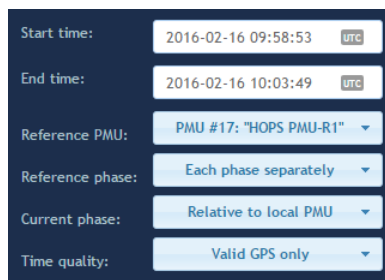 Start time: 2016-02-16 09:58:53 UTC
End time: 2016-02-16 10:03:49 UTC
Reference PMU: PMU #17: "HOPS PMU-R1"
Reference phase: Each phase separately
Current phase: Relative to local PMU
Time quality: Valid GPS only